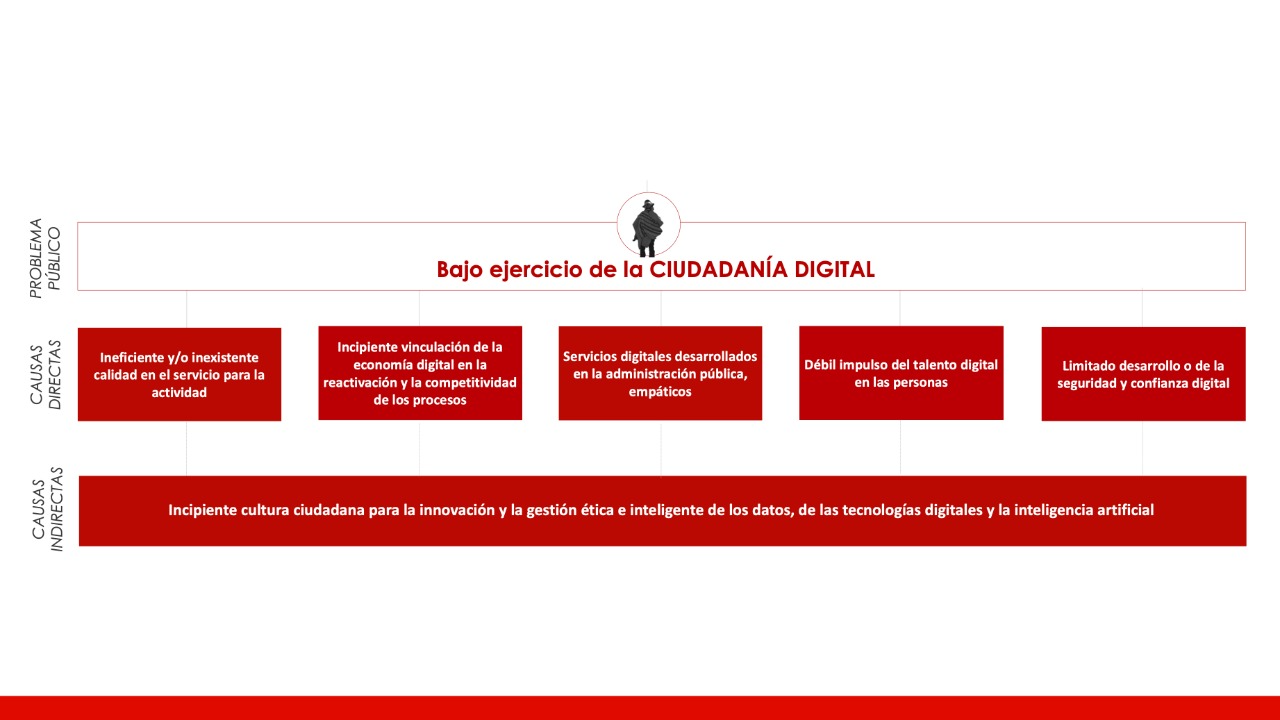 PROBLEMA
PÚBLICO
Bajo ejercicio de la CIUDADANÍA DIGITAL
CAUSAS
DIRECTAS
Ineficiente y/o inexistente
calidad en el servicio para la
actividad
Incipiente vinculación de la
economía digital en la
reactivación y la competitividad
de los procesos
Servicios digitales desarrollados
en la administración pública,
empáticos
Débil impulso del talento digital
en las personas
Limitado desarrollo o de la
seguridad y confianza digital
CAUSAS
INDIRECTAS
Incipiente cultura ciudadana para la innovación y la gestión ética e inteligente de los datos, de las tecnologías digitales y la inteligencia artificial